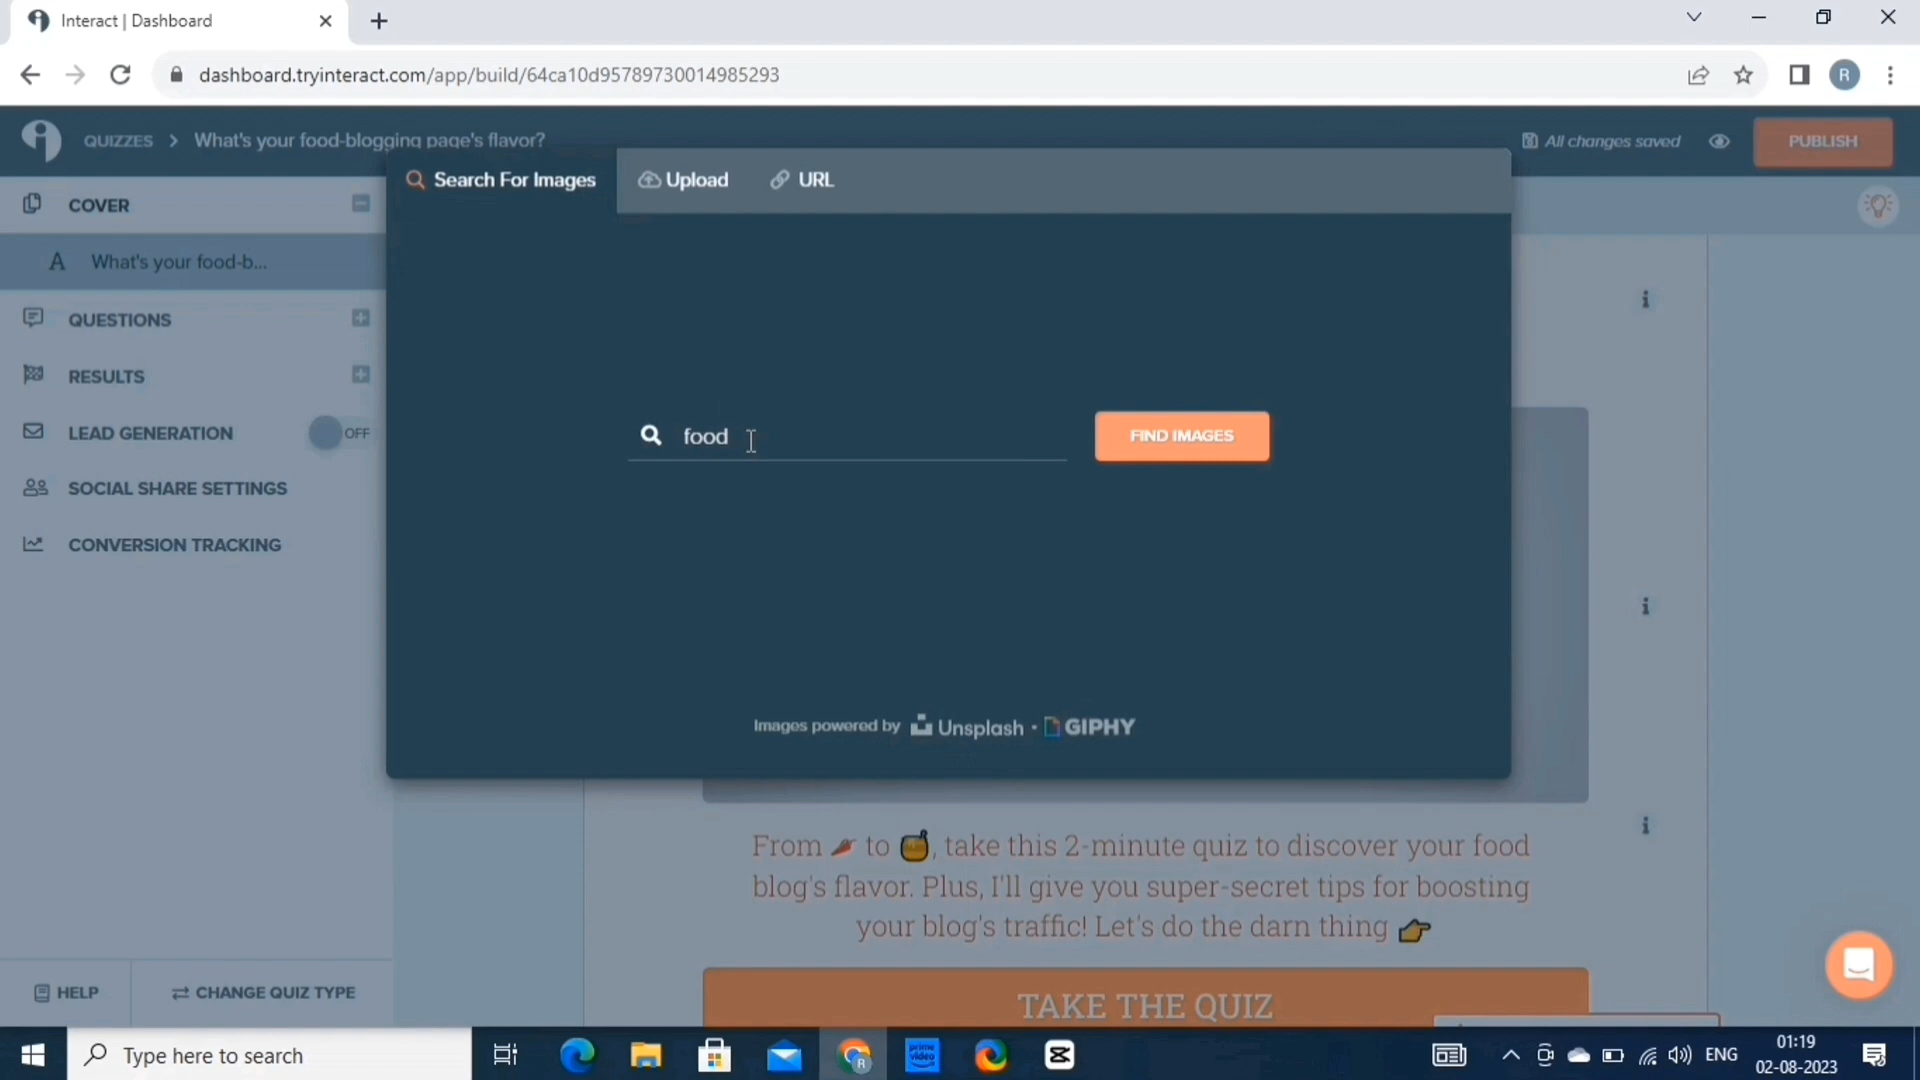 Interact | Dashboard
dashboard.tryinteract.com/app/build/64ca10d95789730014985293
R
QUIZZES > What's your food-blogging page's flavor?
All changes saved
PUBLISH
COVER
What's your food-b...
QUESTIONS
RESULTS
LEAD GENERATION OFF
SOCIAL SHARE SETTINGS
CONVERSION TRACKING
HELP
CHANGE QUIZ TYPE
Search For Images
Upload
URL
food
FIND IMAGES
Images powered by Unsplash · GIPHY
From 🌶 to 🍯, take this 2-minute quiz to discover your food
blog's flavor. Plus, I'll give you super-secret tips for boosting
your blog's traffic! Let's do the darn thing 👉
TAKE THE QUIZ
Type here to search
prime video
ENG
01:19
02-08-2023